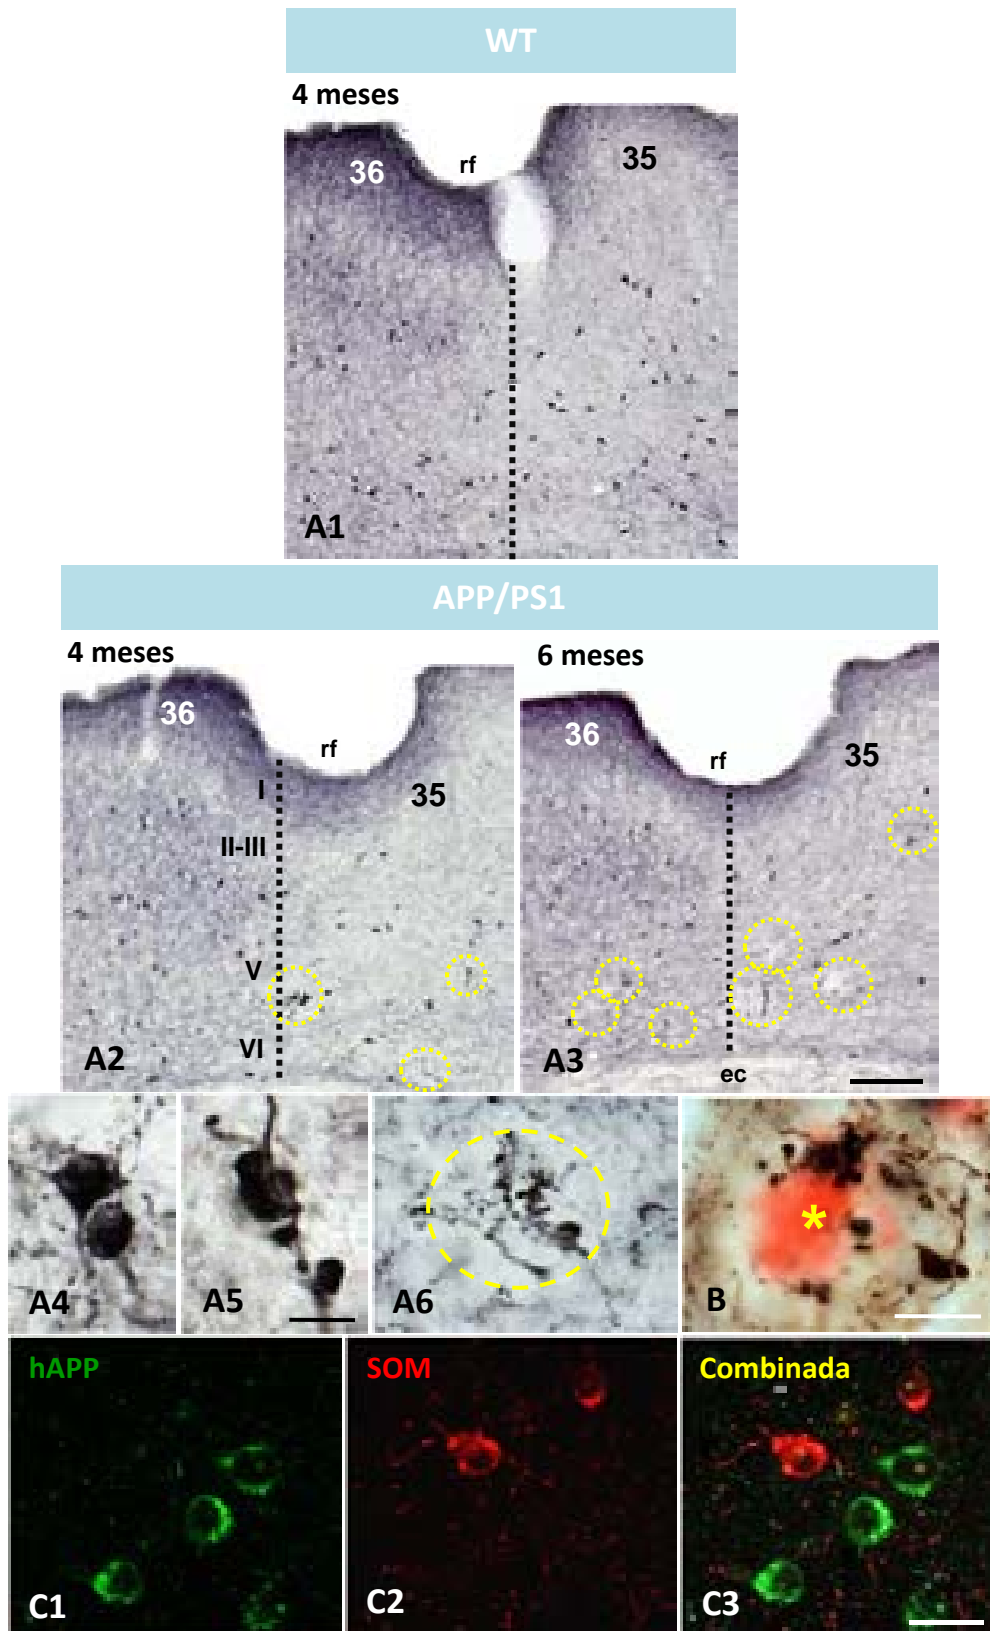 WT
4 meses
36
rf
35
A1
APP/PS1
4 meses
6 meses
36
rf
I
35
II-III
V
VI
A2
36
rf
35
A3
ec
A4
A5
A6
*
B
hAPP
SOM
Combinada
C1
C2
C3